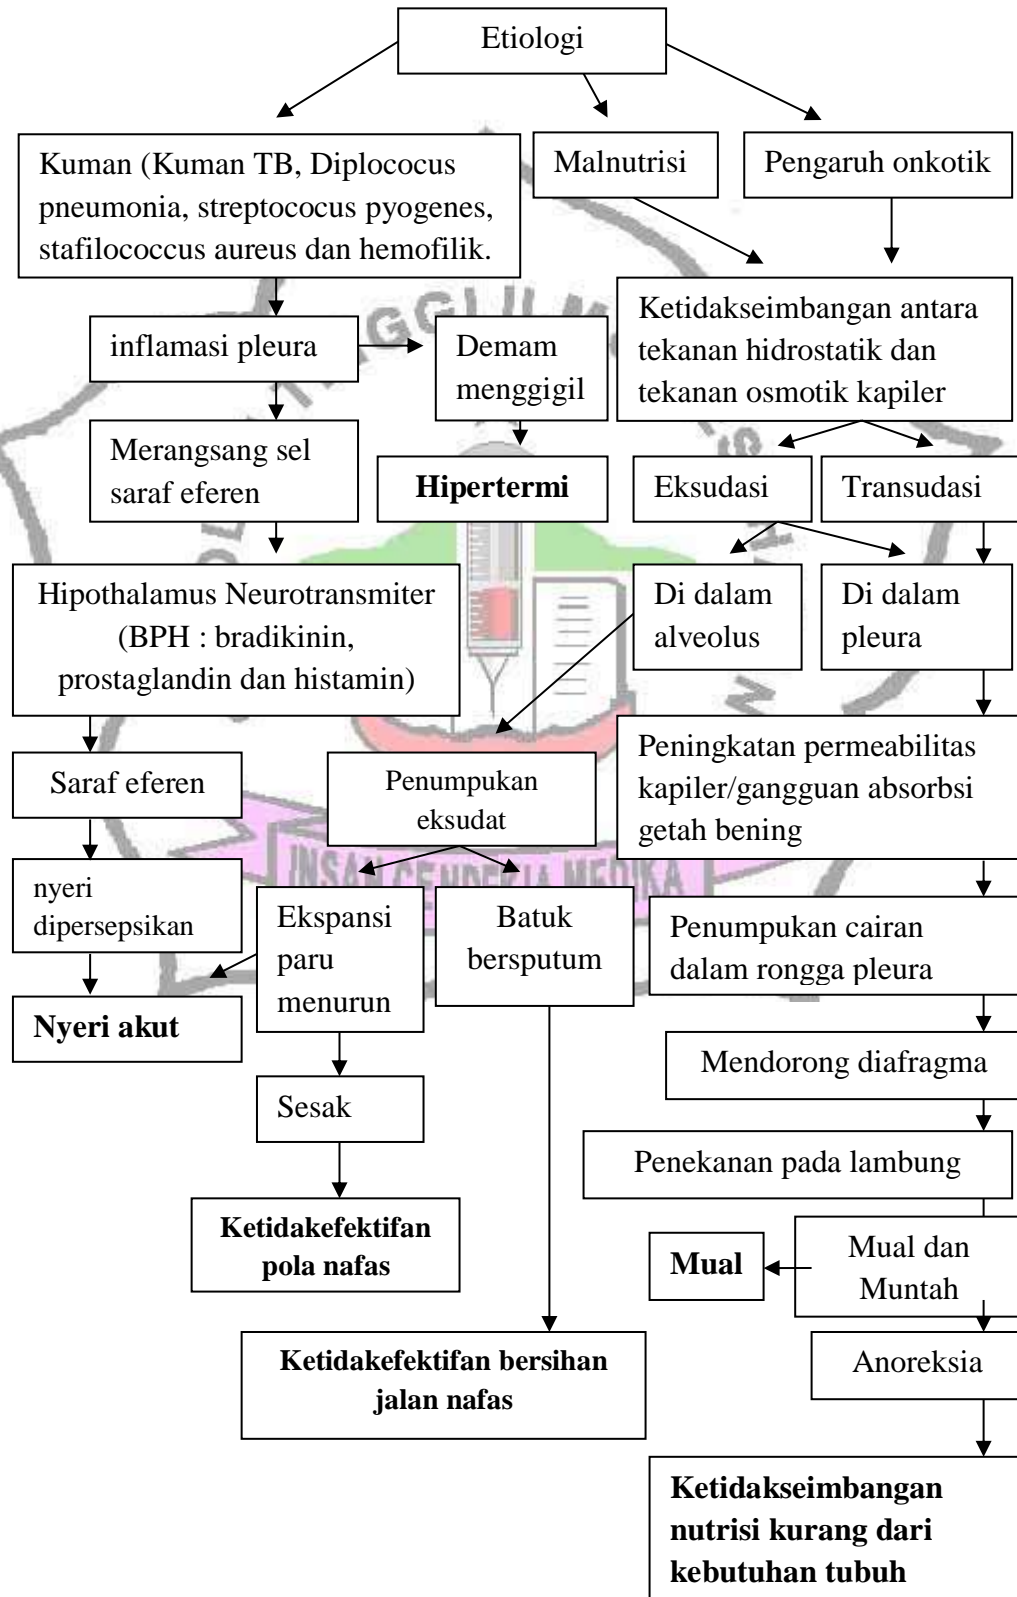 Etiologi
Kuman (Kuman TB, Diplococus
pneumonia, streptococus pyogenes,
stafilococcus aureus dan hemofilik.
Malnutrisi
Pengaruh onkotik
inflamasi pleura
Demam
menggigil
Ketidakseimbangan antara
tekanan hidrostatik dan
tekanan osmotik kapiler
Merangsang sel
saraf eferen
Hipertermi
Eksudasi
Transudasi
Hipothalamus Neurotransmiter
(BPH : bradikinin,
prostaglandin dan histamin)
Di dalam
alveolus
Di dalam
pleura
Saraf eferen
Penumpukan
eksudat
Peningkatan permeabilitas
kapiler/gangguan absorbsi
getah bening
nyeri
dipersepsikan
Ekspansi
paru
menurun
Batuk
bersputum
Penumpukan cairan
dalam rongga pleura
Nyeri akut
Mendorong diafragma
Sesak
Penekanan pada lambung
Ketidakefektifan
pola nafas
Mual
Mual dan
Muntah
Ketidakefektifan bersihan
jalan nafas
Anoreksia
Ketidakseimbangan
nutrisi kurang dari
kebutuhan tubuh
INSAN CENDEKIA MEDIKA